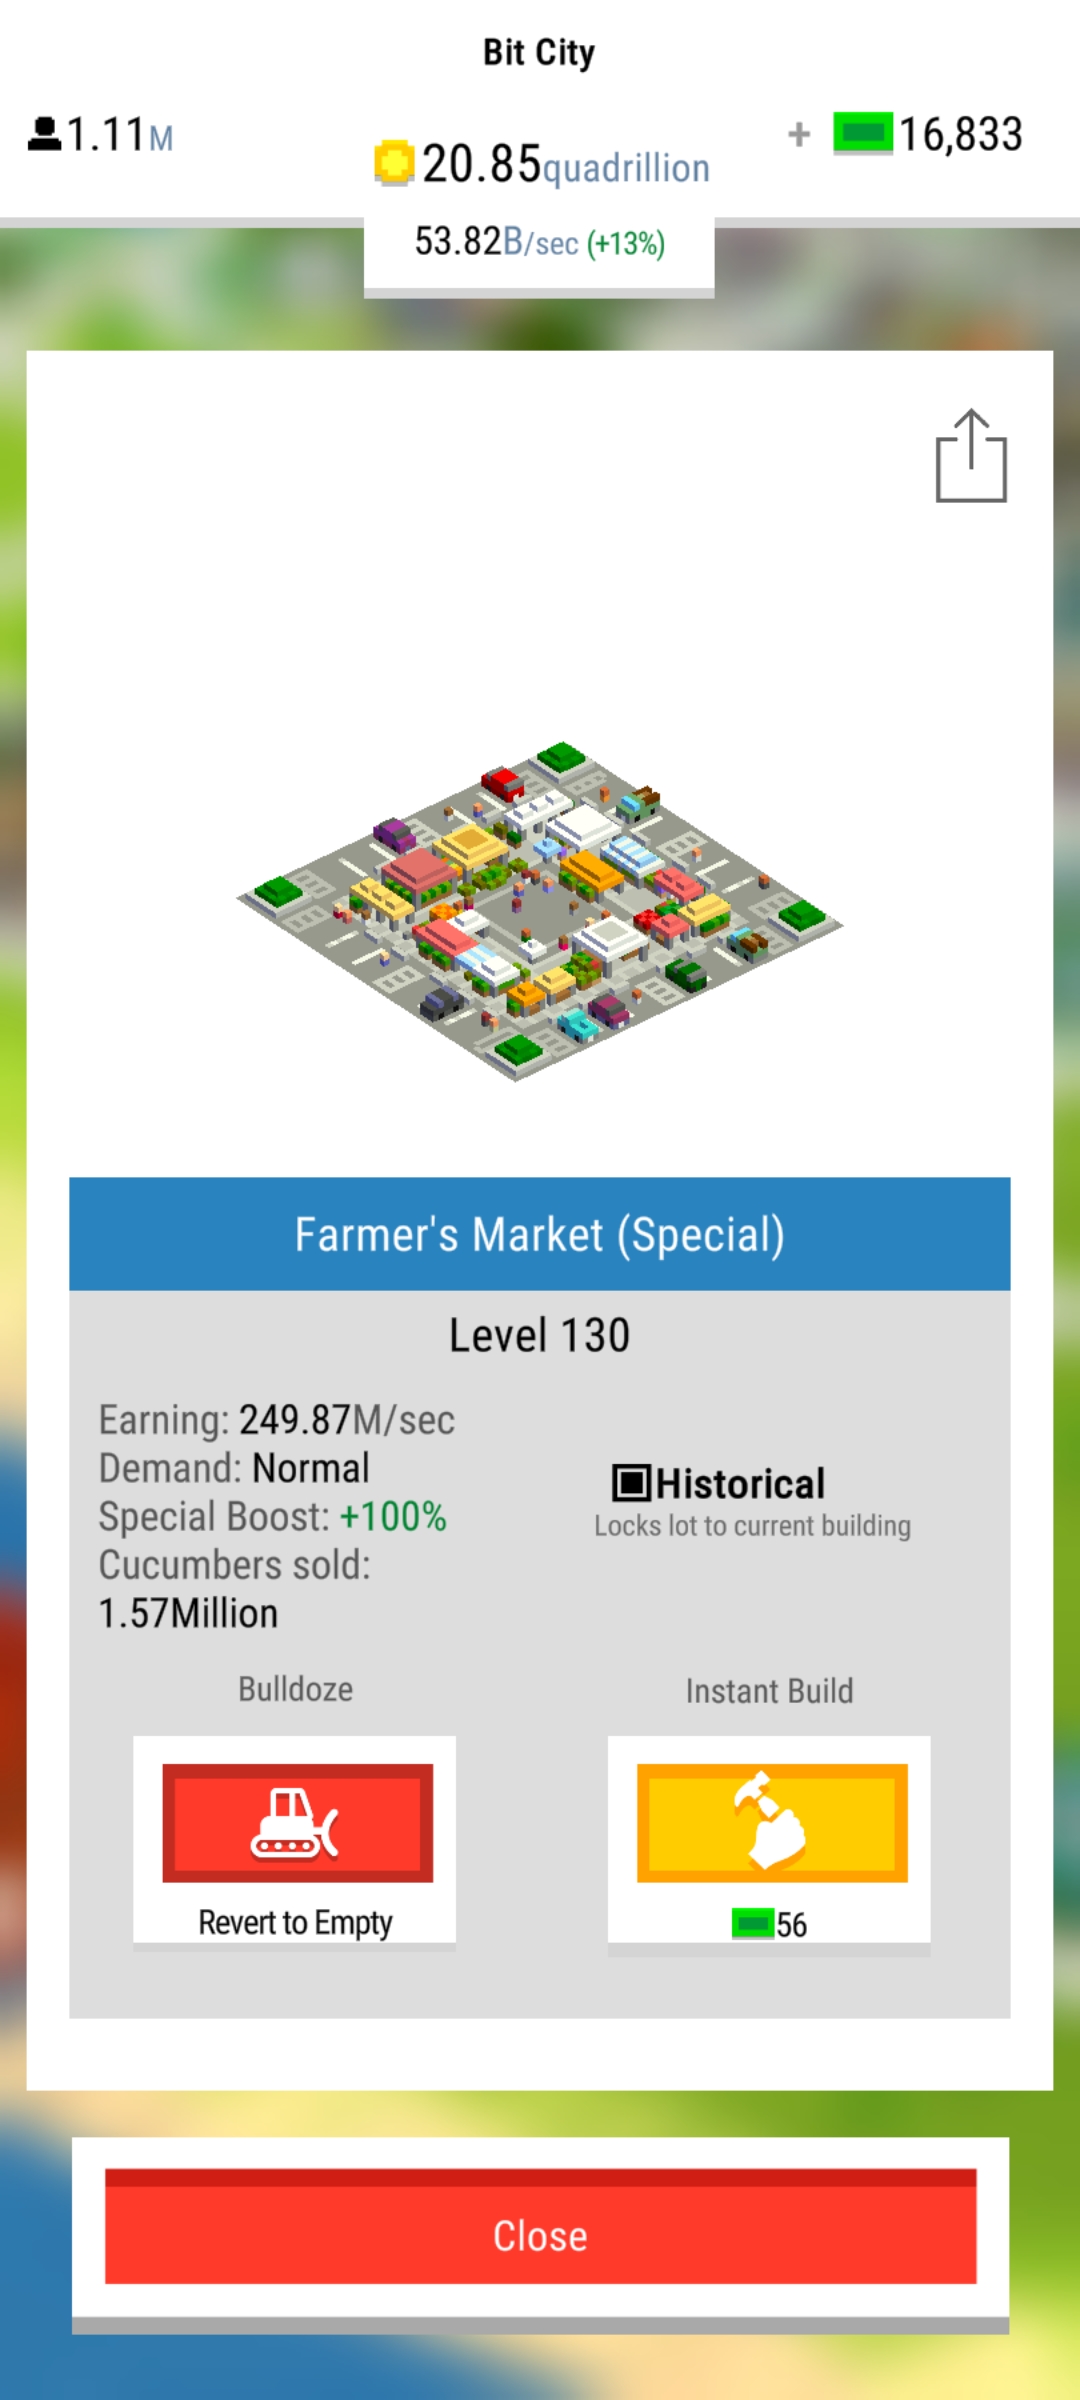 Bit City
1.11M
20.85quadrillion
+ 16,833
53.82B/sec (+13%)
Farmer's Market (Special)
Level 130
Earning: 249.87M/sec
Demand: Normal
Special Boost: +100%
Cucumbers sold:
1.57Million
Historical
Locks lot to current building
Bulldoze
Instant Build
Revert to Empty
56
Close